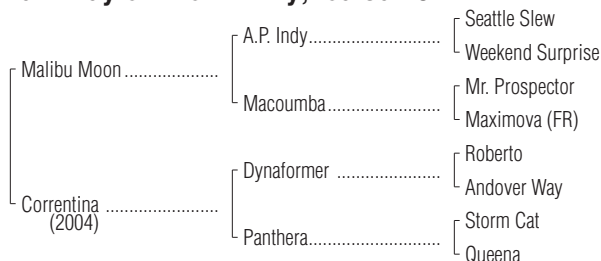 Seattle Slew
A.P. Indy
Weekend Surprise
Malibu Moon
Mr. Prospector
Macoumba
Maximova (FR)
Roberto
Dynaformer
Andover Way
Correntina
(2004)
Storm Cat
Panthera
Queena